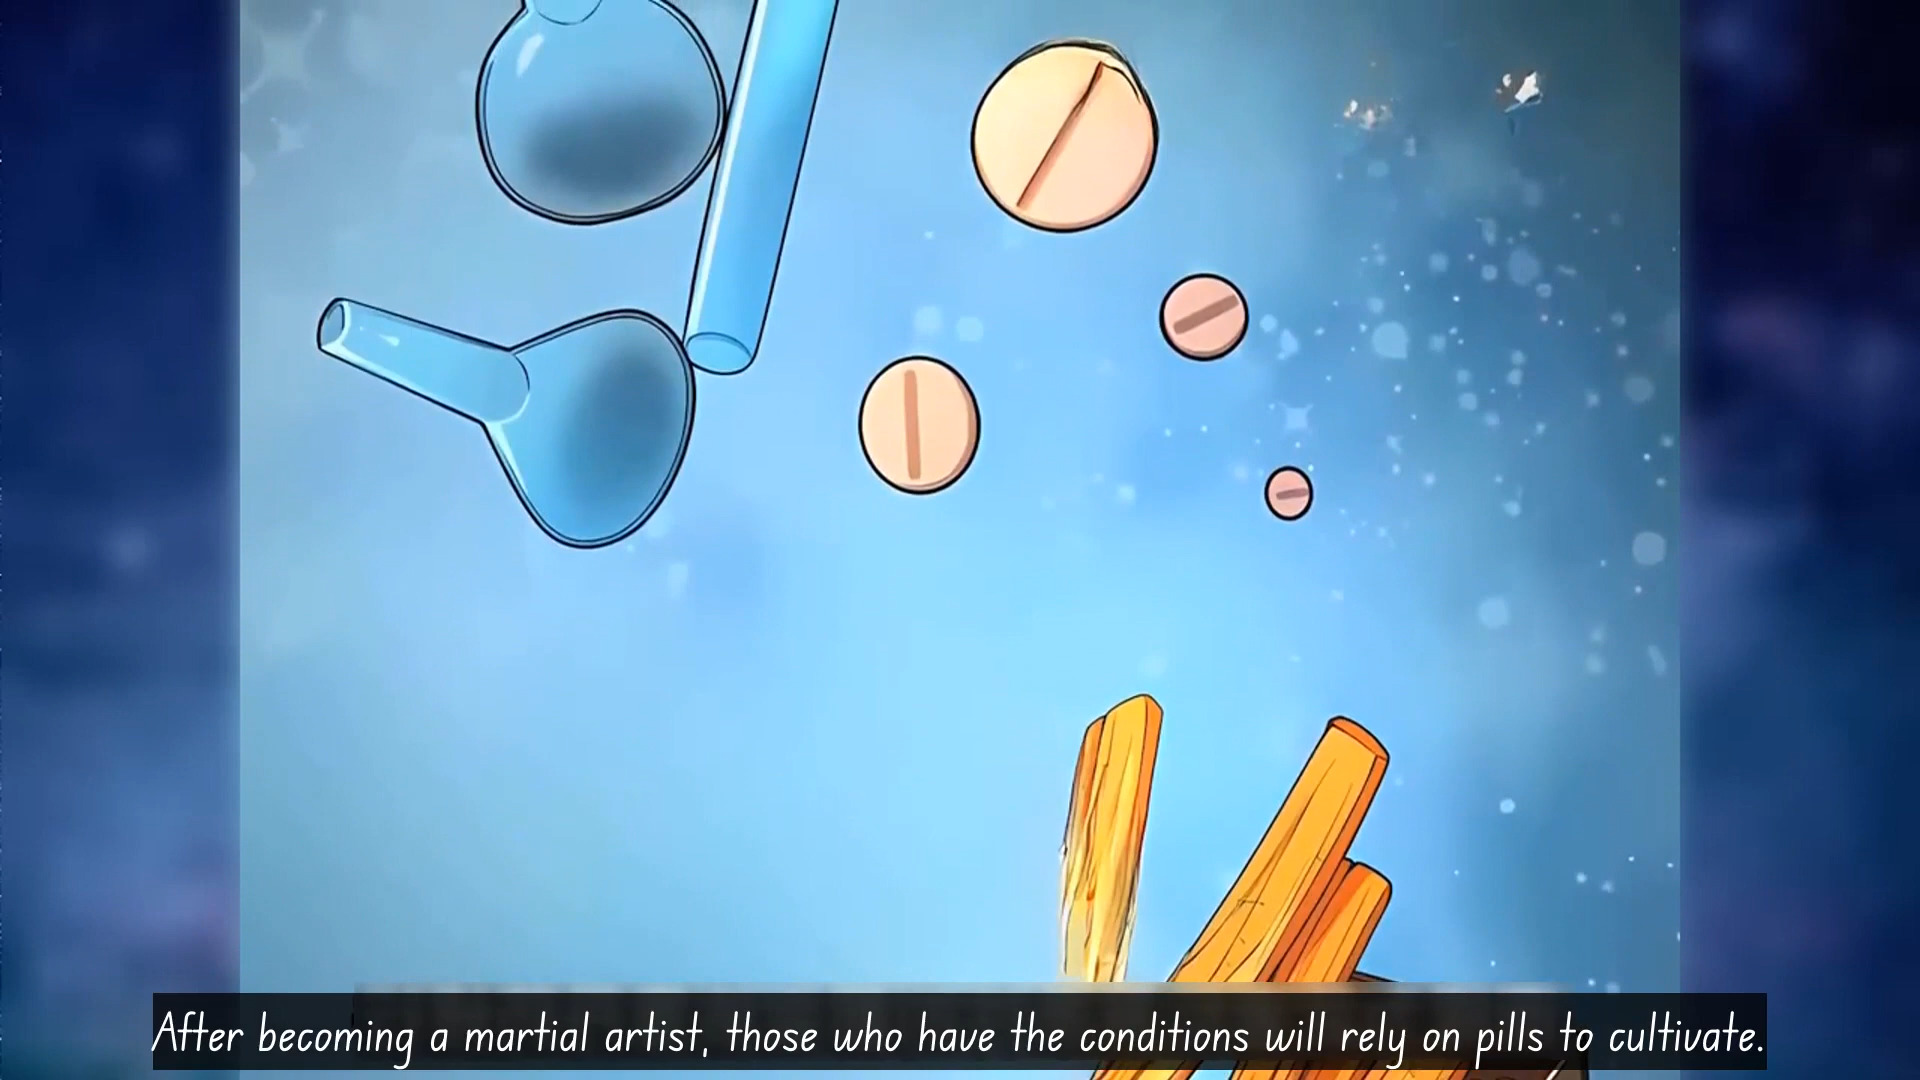 After becoming a martial artist, those who have the conditions will rely on pills to cultivate.